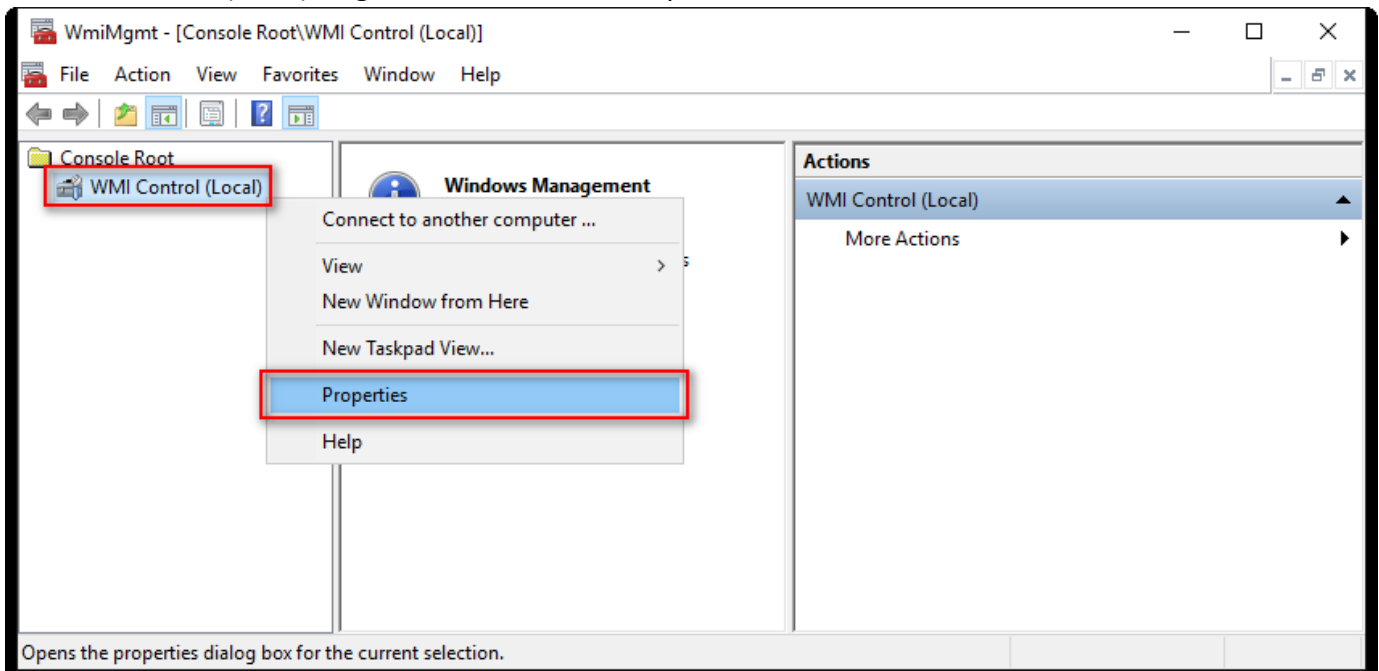 WmiMgmt - [Console Root\WMI Control (Local)]
File Action View Favorites Window Help
Console Root
WMI Control (Local)
Windows Management
Connect to another computer ...
View
s
New Window from Here
New Taskpad View...
Properties
Help
Actions
WMI Control (Local)
More Actions
Opens the properties dialog box for the current selection.